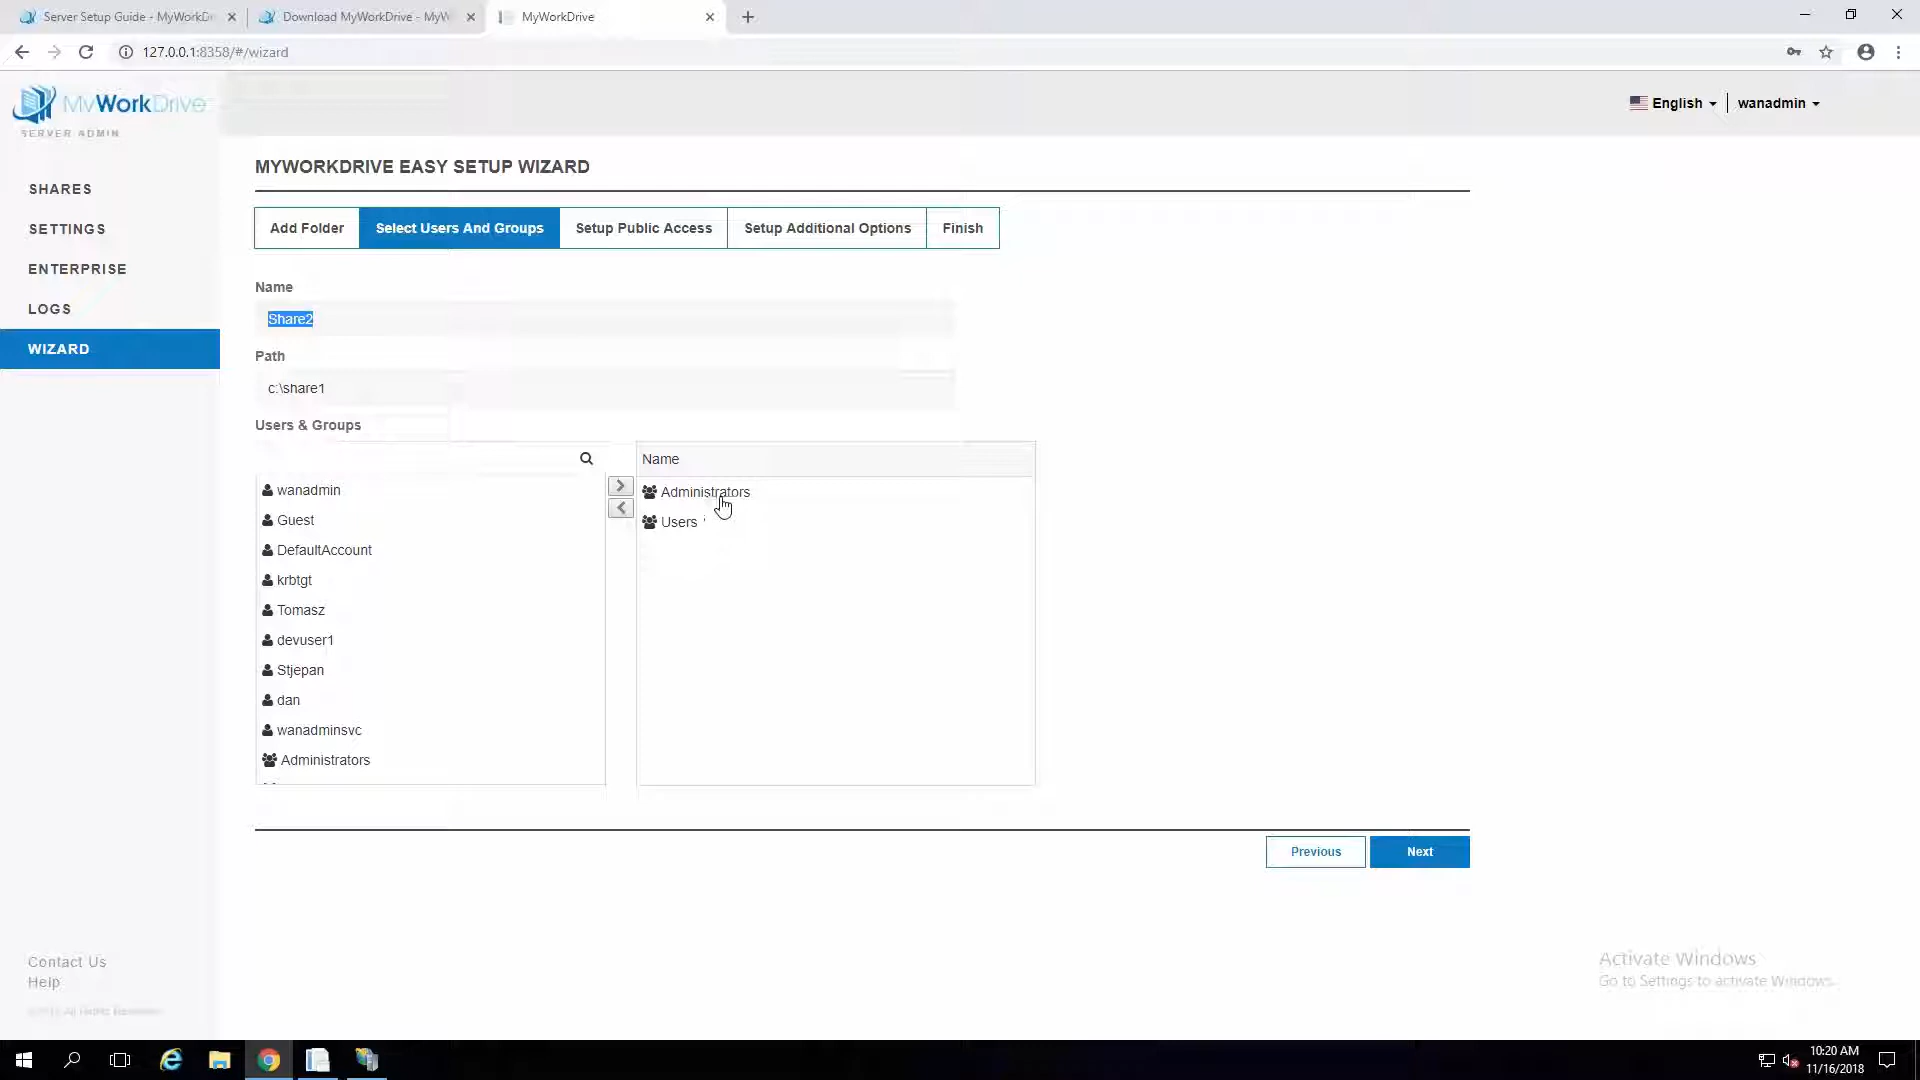 Server Setup Guide - MyWorkDr
Download MyWorkDrive - MyW
MyWorkDrive
127.0.0.1:8358/#/wizard
MyWorkDrive
SERVER ADMIN
English
wanadmin
SHARES
SETTINGS
ENTERPRISE
LOGS
WIZARD
MYWORKDRIVE EASY SETUP WIZARD
Add Folder
Select Users And Groups
Setup Public Access
Setup Additional Options
Finish
Name
Share2
Path
c:\share1
Users & Groups
wanadmin
Guest
DefaultAccount
krbtgt
Tomasz
devuser1
Stjepan
dan
wanadminsvc
Administrators
Name
Administrators
Users
Previous
Next
Contact Us
Help
All Rights Reserved
Activate Windows
Go to Settings to activate Windows.
10:20 AM
11/16/2018